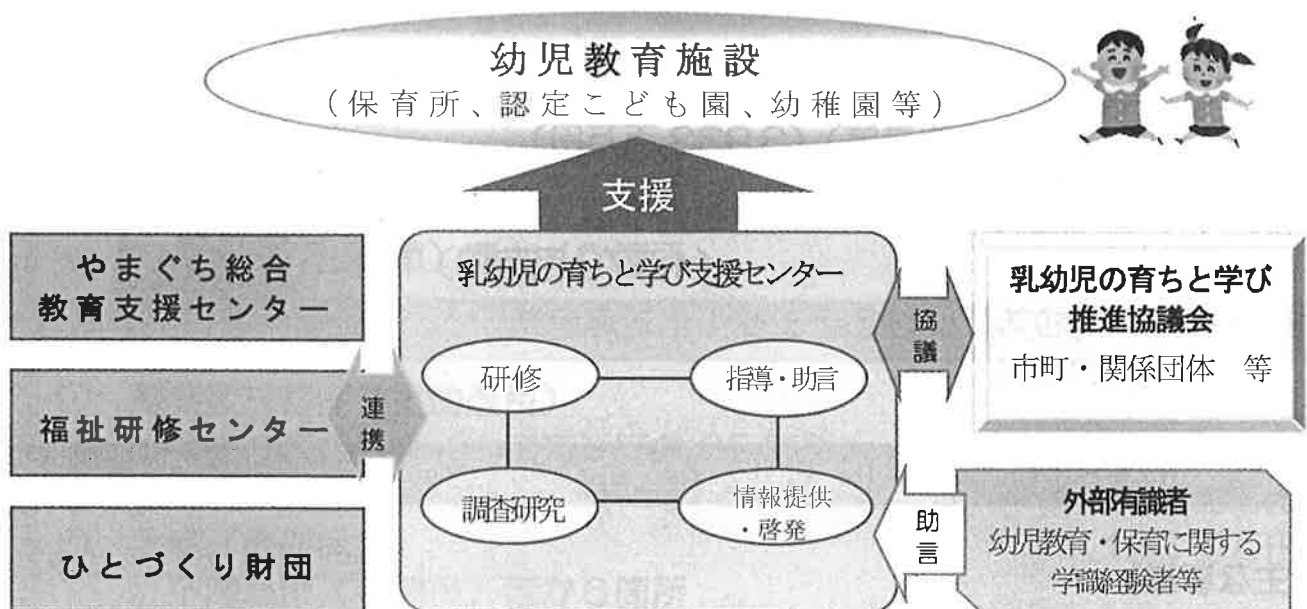 幼児教育施設
（保育所、認定こども園、幼稚園等）
支援
やまぐち総合
教育支援センター
福祉研修センター
ひとづくり財団
連携
乳幼児の育ちと学び支援センター
研修
指導・助言
調査研究
情報提供
・啓発
協議
乳幼児の育ちと学び
推進協議会
市町・関係団体　等
助言
外部有識者
幼児教育・保育に関する
学識経験者等